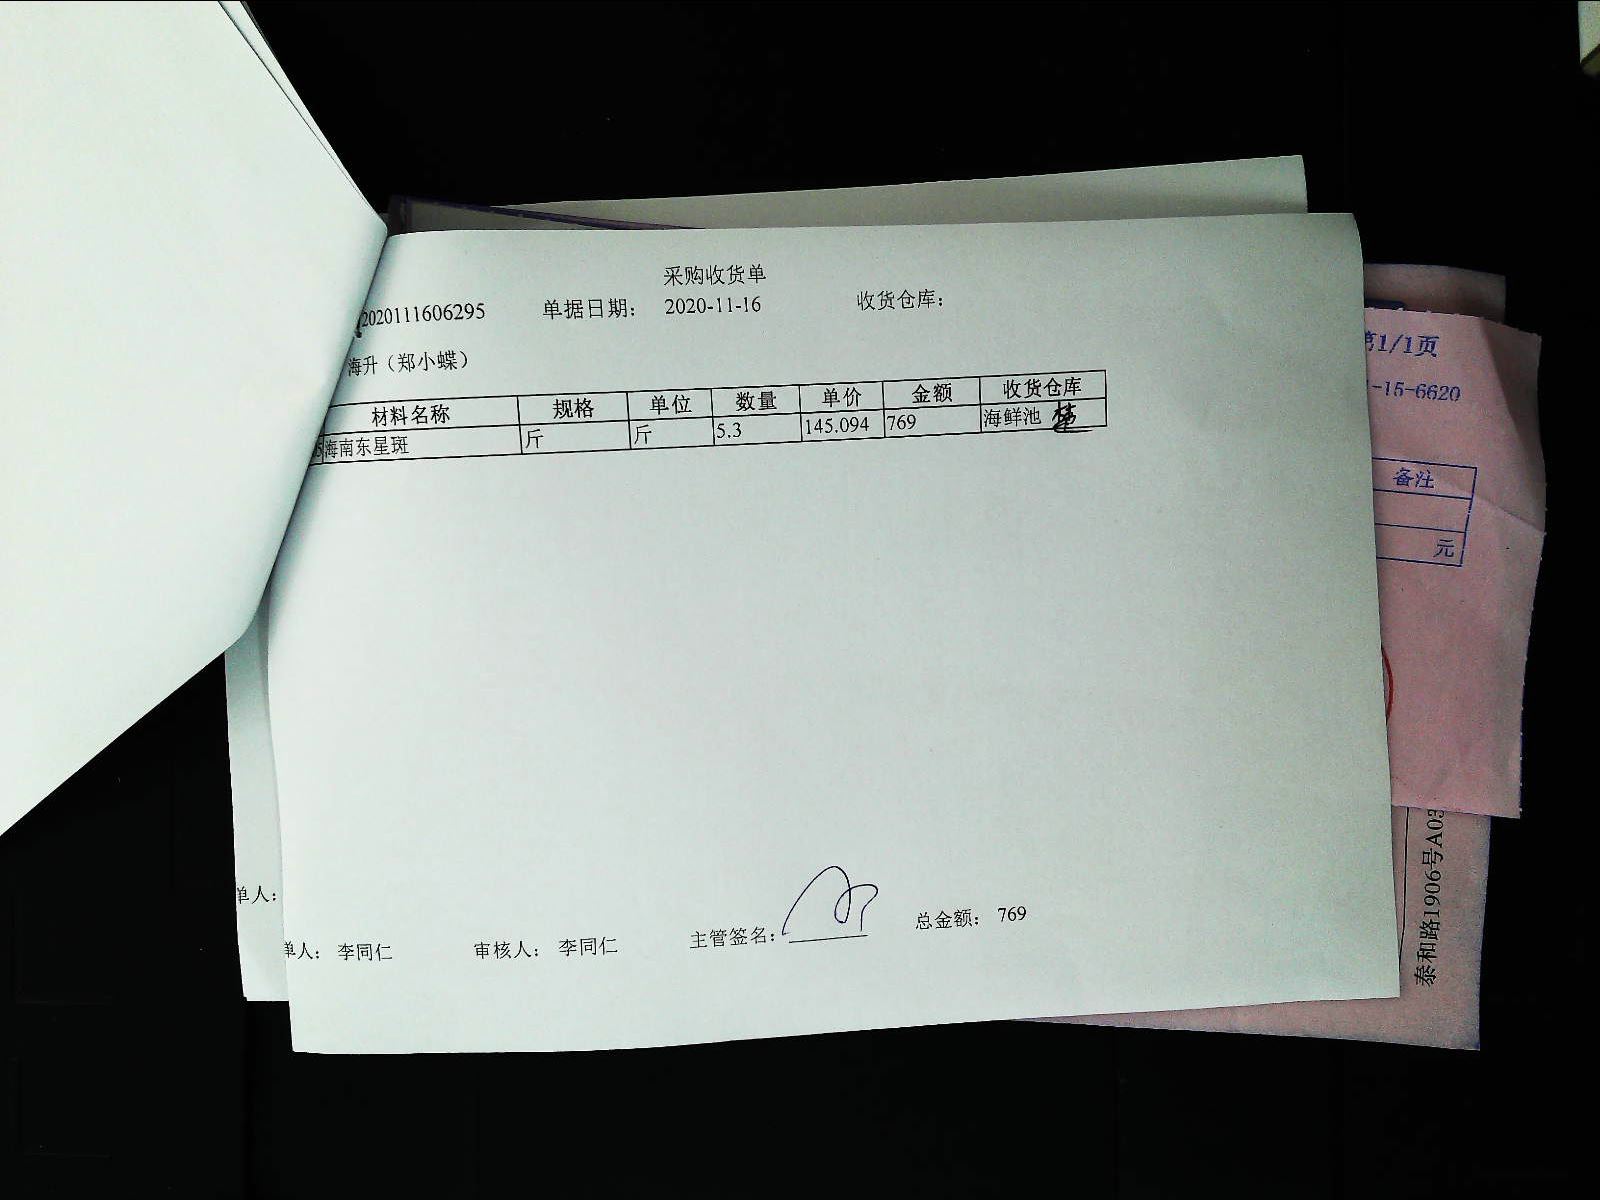 采购收货单
2020111606295 单据日期： 2020-11-16 收货仓库：
海升（郑小蝶）
材料名称 规格 单位 数量 单价 金额 收货仓库
海南东星斑 斤 斤 5.3 145.094 769 海鲜池
单人： 李同仁 审核人： 李同仁 主管签名： 总金额： 769
单人：
第1/1页
-15-6620
备注
元
泰和路1906号A03